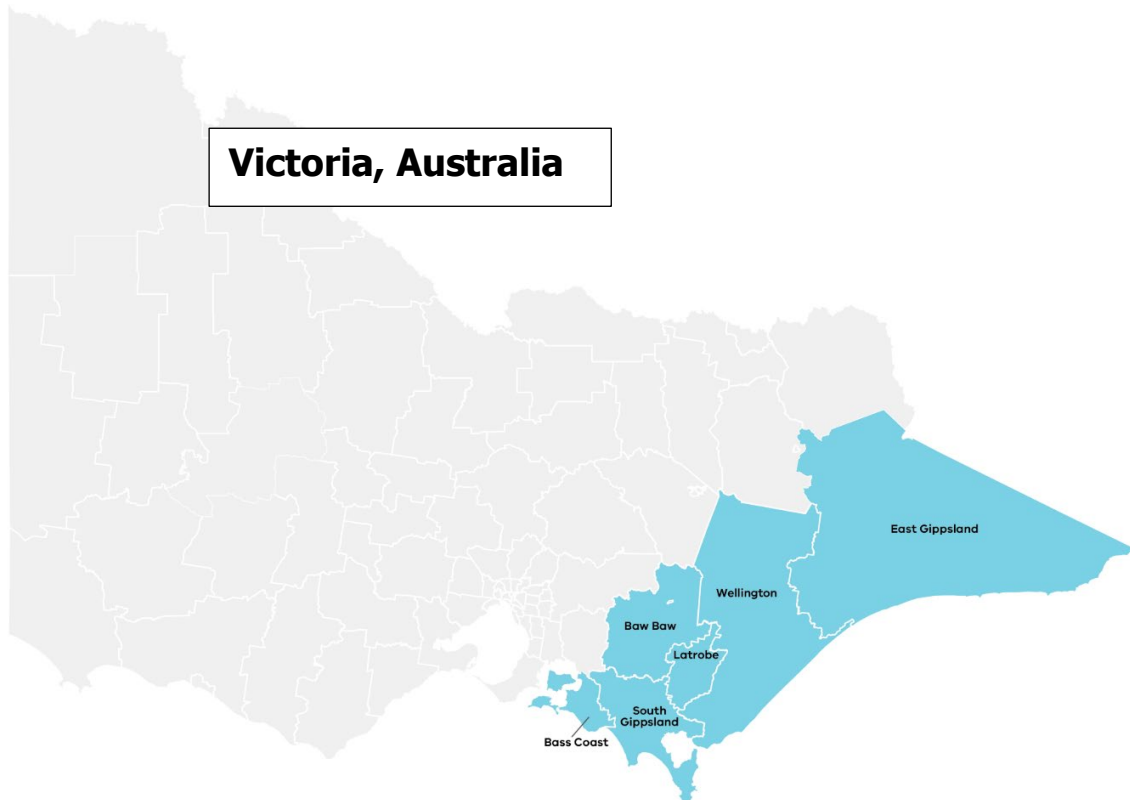 Victoria, Australia
East Gippsland
Wellington
Baw Baw
Latrobe
South
Gippsland
Bass Coast